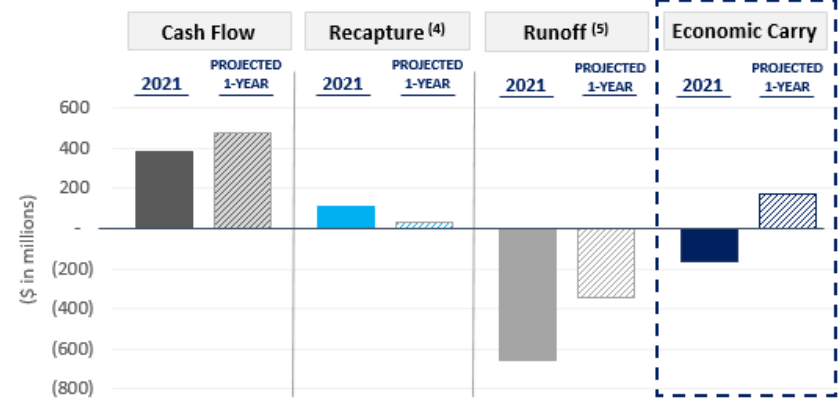 Cash Flow
Recapture (4)
Runoff (5)
Economic Carry
2021
PROJECTED
1-YEAR
2021
PROJECTED
1-YEAR
2021
PROJECTED
1-YEAR
2021
PROJECTED
1-YEAR
($ in millions)
600
400
200
-
(200)
(400)
(600)
(800)